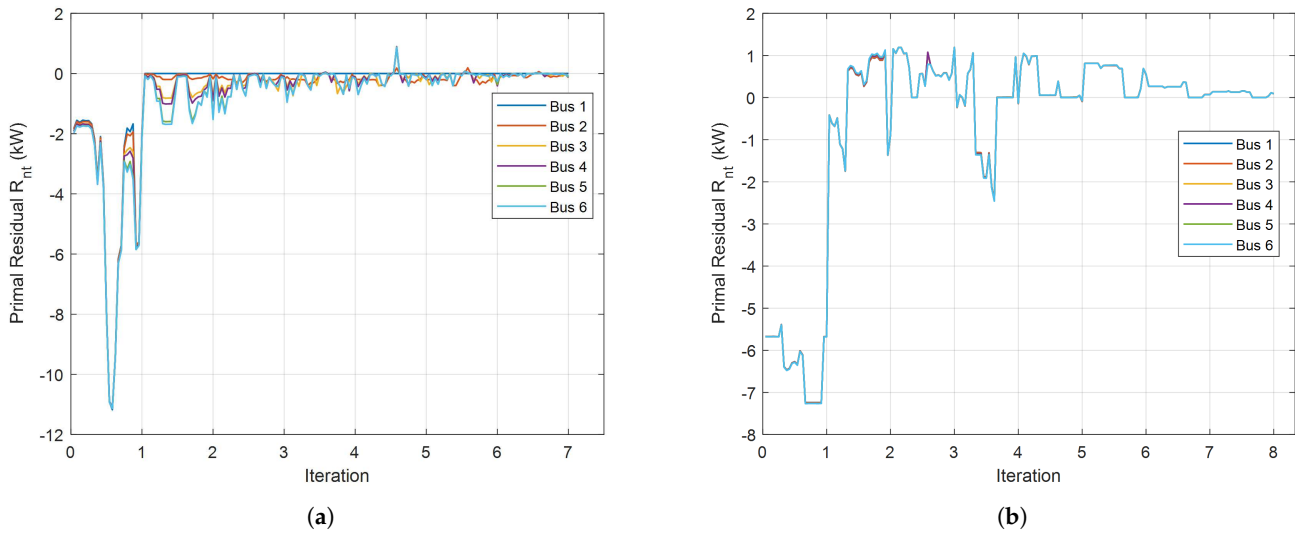 2
0
-2
-4
-6
-8
-10
-12
Primal Residual R_nt (kW)
Bus 1
Bus 2
Bus 3
Bus 4
Bus 5
Bus 6
0 1 2 3 4 5 6 7
Iteration
(a)
2
1
0
-1
-2
-3
-4
-5
-6
-7
-8
Primal Residual R_nt (kW)
Bus 1
Bus 2
Bus 3
Bus 4
Bus 5
Bus 6
0 1 2 3 4 5 6 7 8
Iteration
(b)